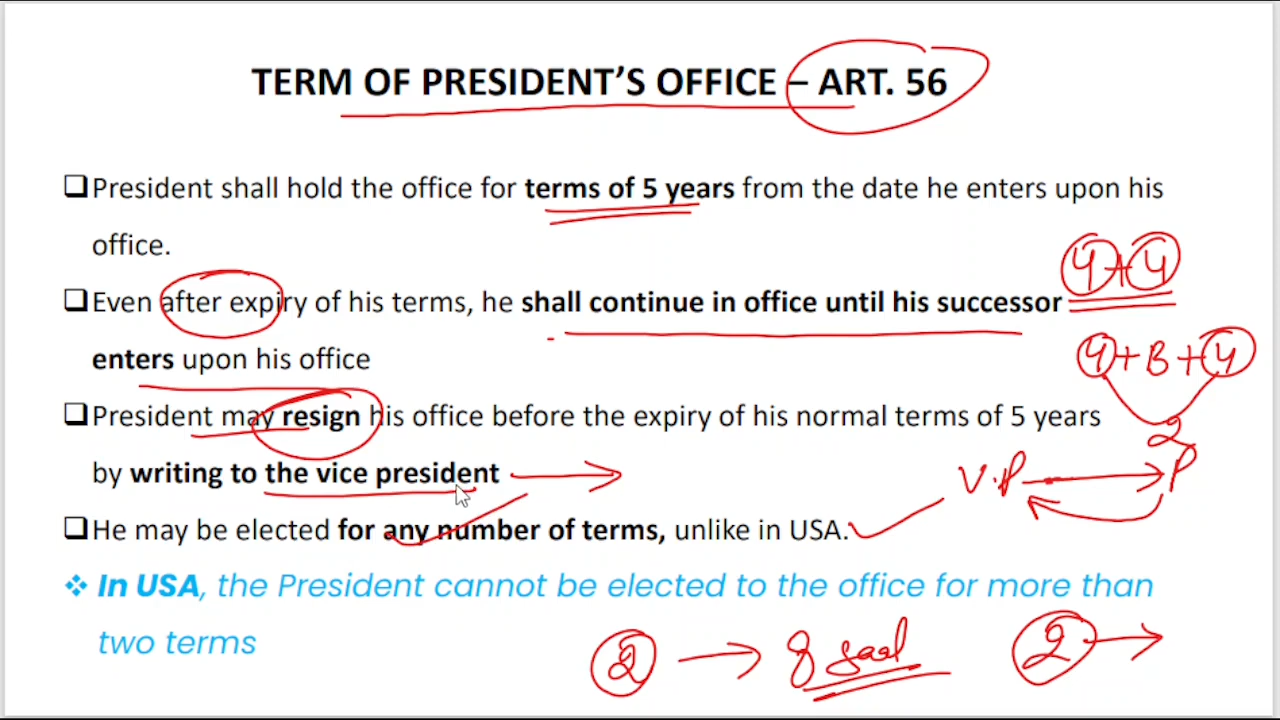 TERM OF PRESIDENT'S OFFICE – ART. 56
❑President shall hold the office for terms of 5 years from the date he enters upon his
office.
4+4
❑Even after expiry of his terms, he shall continue in office until his successor
enters upon his office
4+B+4
2
❑President may resign his office before the expiry of his normal terms of 5 years
by writing to the vice president
V.P P
❑He may be elected for any number of terms, unlike in USA.
❖ In USA, the President cannot be elected to the office for more than
two terms
2 → 8 saal 2 →